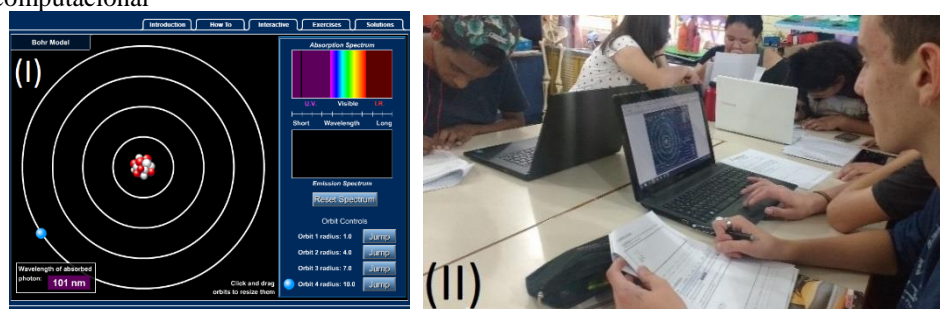 computacional
Introduction
How To
Interactive
Exercises
Solutions
Bohr Model
(I)
Absorption Spectrum
U.V. Visible I.R.
Short Wavelength Long
Emission Spectrum
Reset Spectrum
Orbit Controls
Orbit 1 radius: 1.0 Jump
Orbit 2 radius: 4.0 Jump
Orbit 3 radius: 7.0 Jump
Orbit 4 radius: 10.0 Jump
Wavelength of absorbed
photon: 101 nm
Click and drag
orbits to resize them
(II)